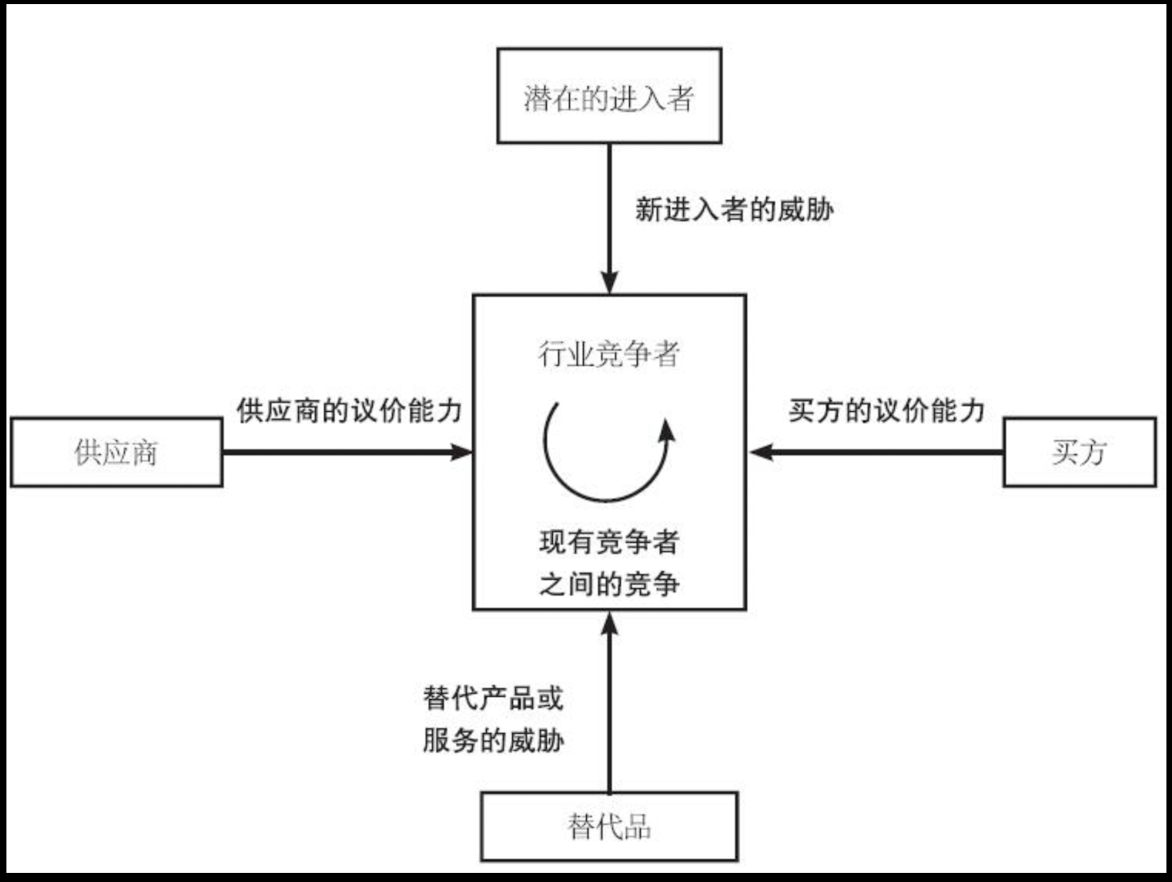 潜在的进入者
新进入者的威胁
行业竞争者
供应商的议价能力
买方的议价能力
供应商
买方
现有竞争者
之间的竞争
替代产品或
服务的威胁
替代品